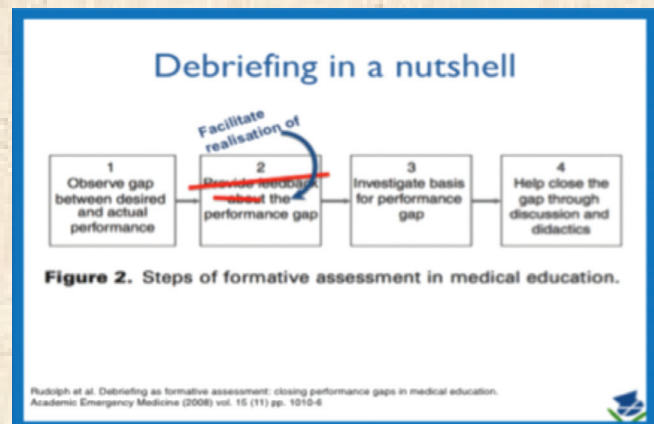 Debriefing in a nutshell
Facilitate
realisation of
1
Observe gap
between desired
and actual
performance
2
Provide feedback
about the
performance gap
3
Investigate basis
for performance
gap
4
Help close the
gap through
discussion and
didactics
Figure 2. Steps of formative assessment in medical education.
Rudolph et al. Debriefing as formative assessment: closing performance gaps in medical education.
Academic Emergency Medicine (2008) vol. 15 (11) pp. 1010-6